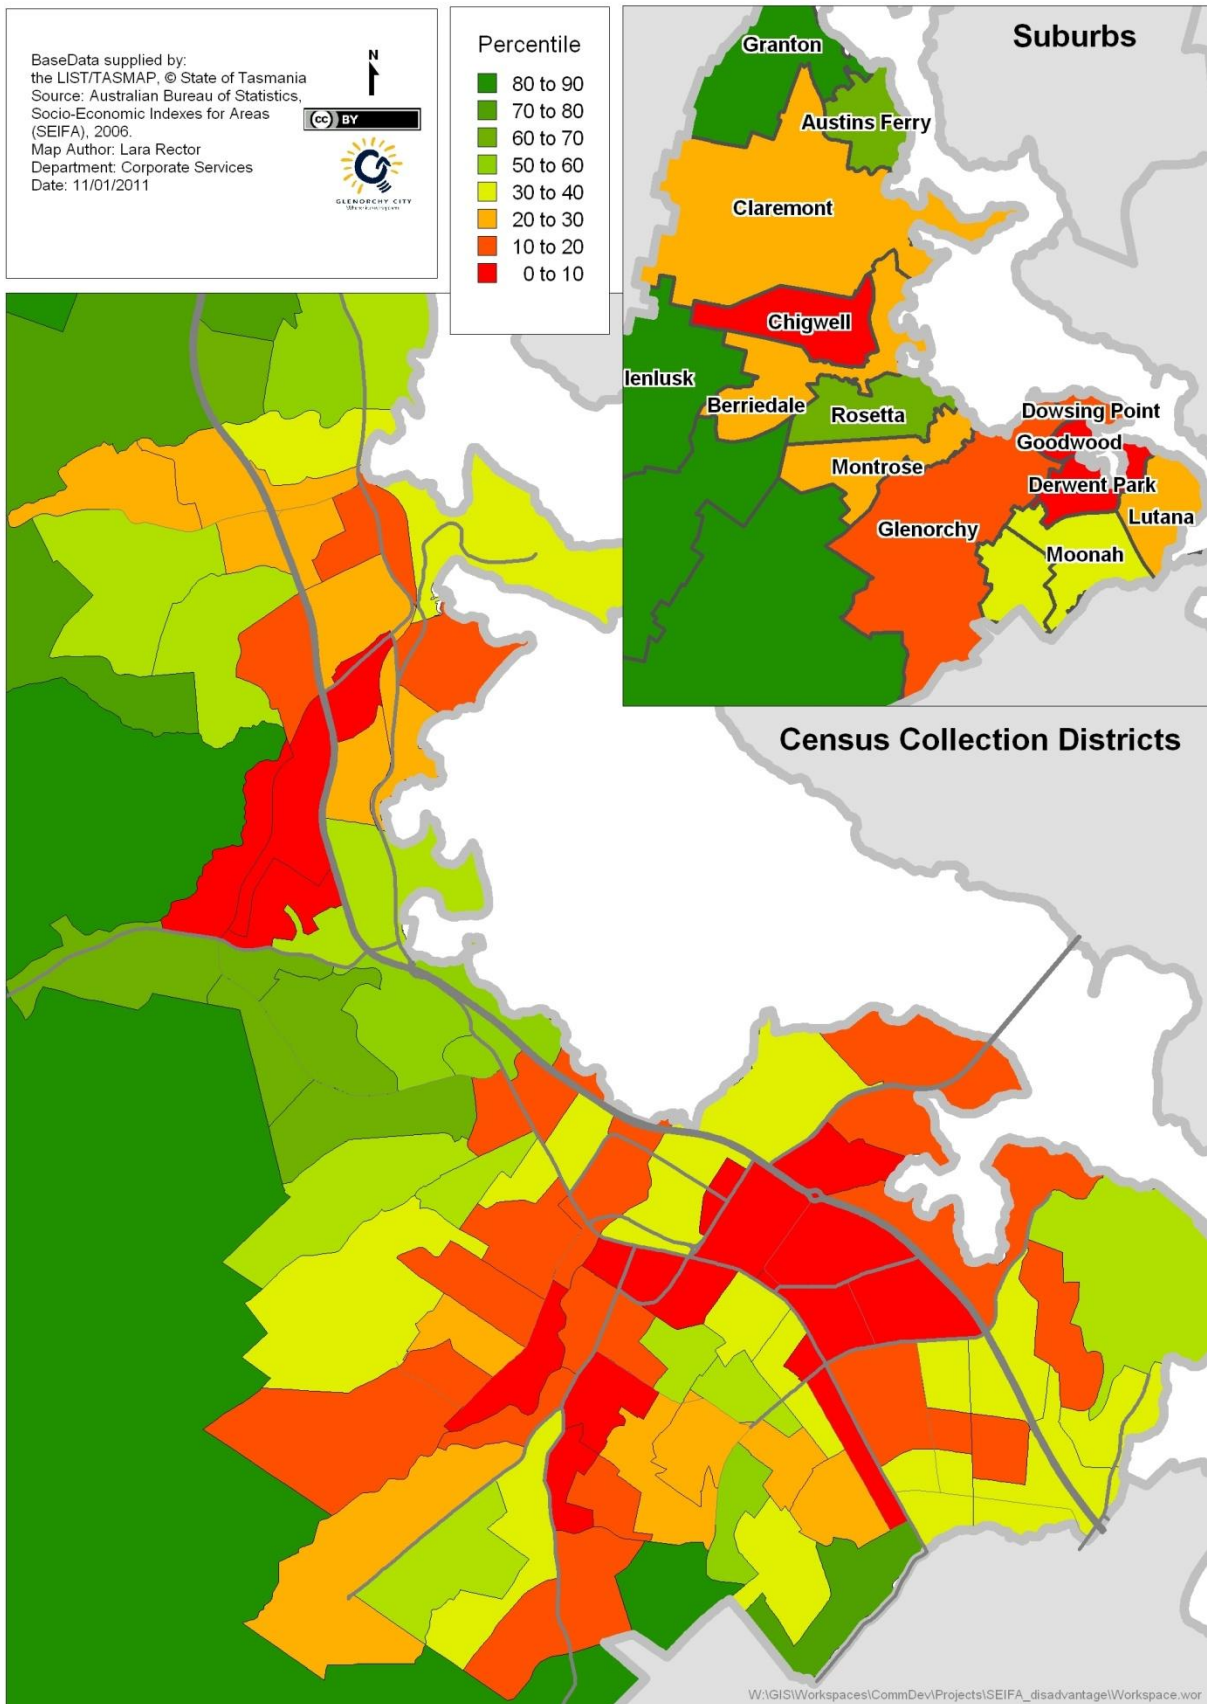 BaseData supplied by:
the LIST/TASMAP, © State of Tasmania
Source: Australian Bureau of Statistics,
Socio-Economic Indexes for Areas
(SEIFA), 2006.
Map Author: Lara Rector
Department: Corporate Services
Date: 11/01/2011
N
cc BY
GLENORCHY CITY
Percentile
80 to 90
70 to 80
60 to 70
50 to 60
30 to 40
20 to 30
10 to 20
0 to 10
Suburbs
Granton
Austins Ferry
Claremont
Chigwell
lenlusk
Berriedale
Rosetta
Dowsing Point
Goodwood
Montrose
Derwent Park
Lutana
Glenorchy
Moonah
Census Collection Districts
W:\GIS\Workspaces\CommDev\Projects\SEIFA_disadvantage\Workspace.wor